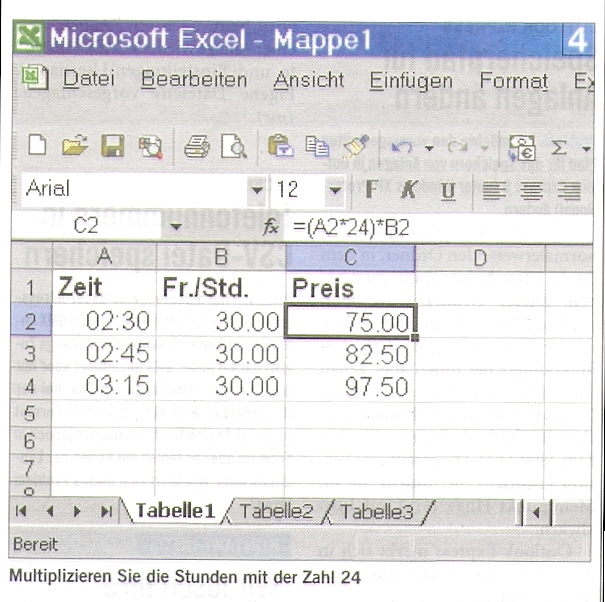 Microsoft Excel - Mappe1 4
Datei Bearbeiten Ansicht Einfügen Format Ex
Arial 12 F K U
C2 fx =(A2*24)*B2
A B C D
1 Zeit Fr./Std. Preis
2 02:30 30.00 75.00
3 02:45 30.00 82.50
4 03:15 30.00 97.50
5
6
7
8
Tabelle1 Tabelle2 Tabelle3
Bereit
Multiplizieren Sie die Stunden mit der Zahl 24